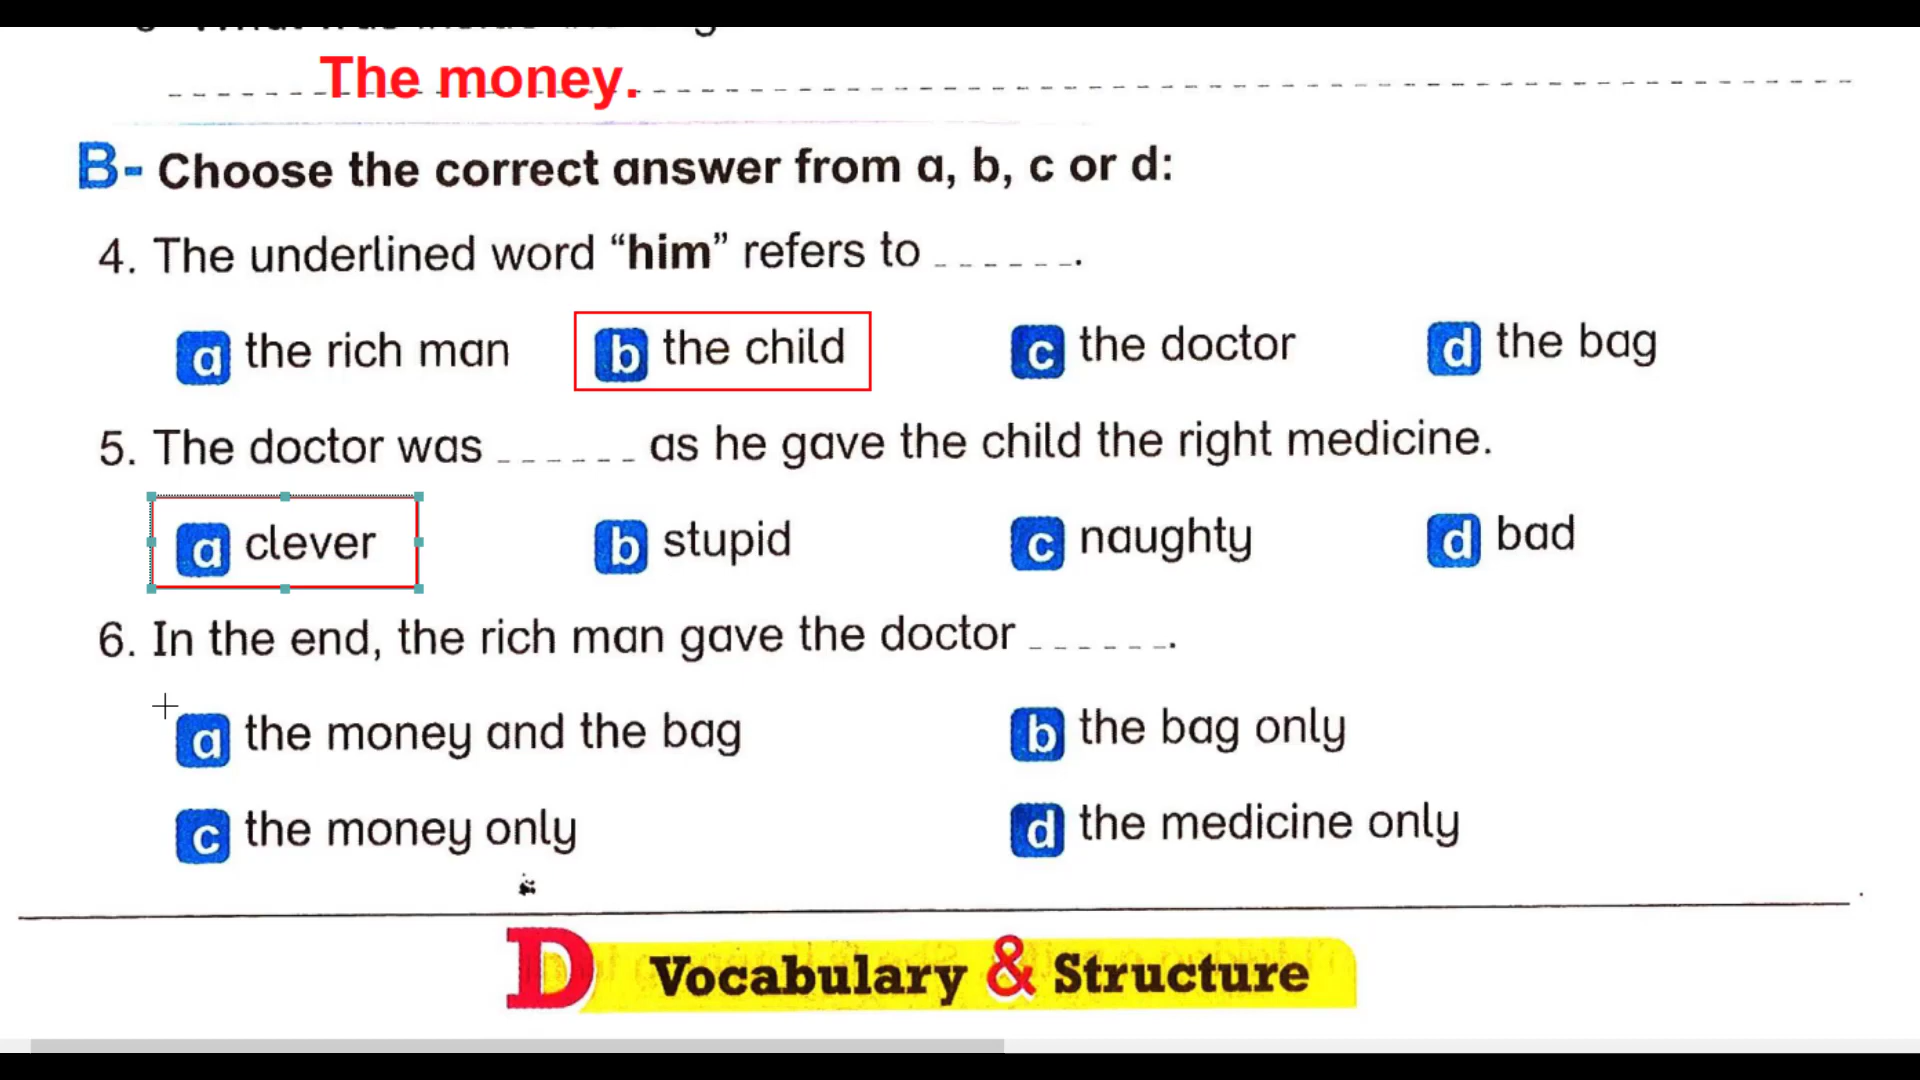 The money.
B- Choose the correct answer from a, b, c or d:
4. The underlined word “him” refers to ______.
a the rich man b the child c the doctor d the bag
5. The doctor was ______ as he gave the child the right medicine.
a clever b stupid c naughty d bad
6. In the end, the rich man gave the doctor ______.
a the money and the bag b the bag only
c the money only d the medicine only
D Vocabulary & Structure